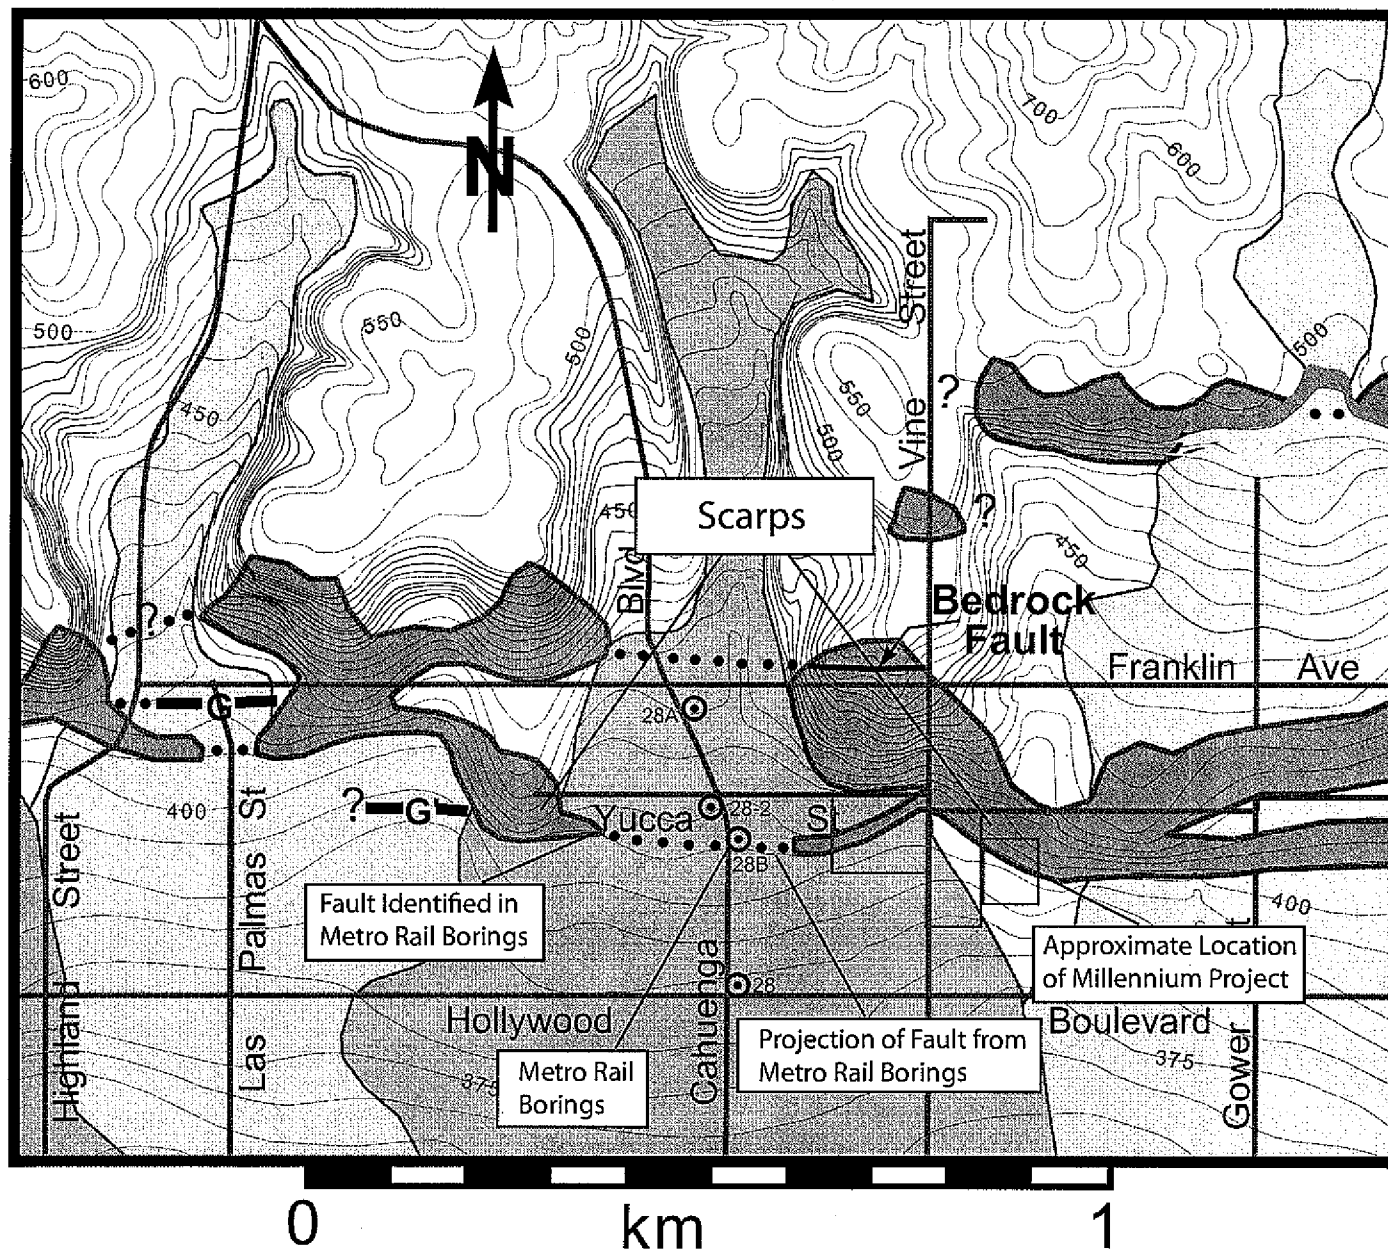 600
N
700
600
500
550
500
500
450
550
500
Vine Street
?
450
Scarps
?
450
Blvd
?
Bedrock
Fault
Franklin Ave
G
28A
400
? G
28-2
Yucca St
28B
Fault Identified in
Metro Rail Borings
400
Approximate Location
of Millennium Project
28
Hollywood Boulevard
Projection of Fault from
Metro Rail Borings
Metro Rail
Borings
375
375
Highland Street
Las Palmas St
Cahuenga
Gower
0 km 1